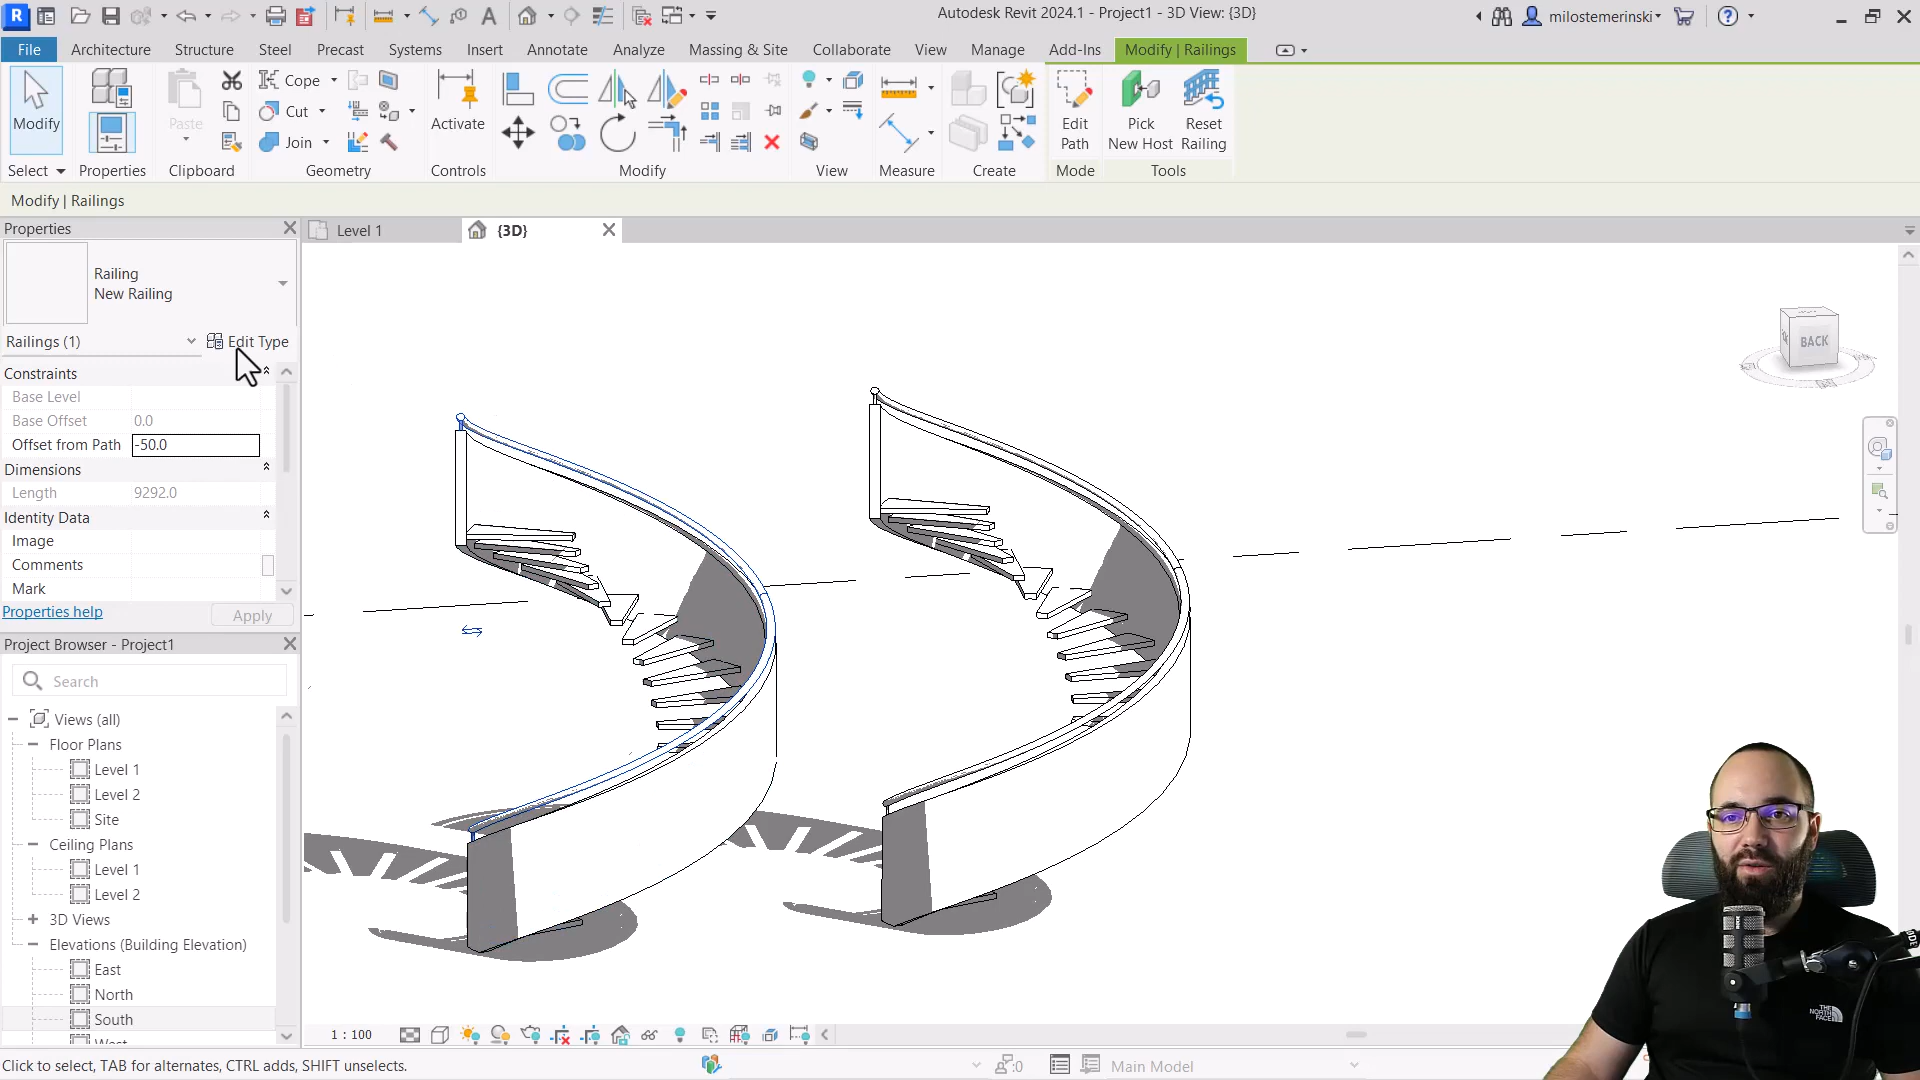 Autodesk Revit 2024.1 - Project1 - 3D View: {3D}
milostemerinski
File
Architecture
Structure
Steel
Precast
Systems
Insert
Annotate
Analyze
Massing & Site
Collaborate
View
Manage
Add-Ins
Modify | Railings
Modify
Paste
Cope
Cut
Join
Activate
Edit
Path
Pick
New Host
Reset
Railing
Select
Properties
Clipboard
Geometry
Controls
Modify
View
Measure
Create
Mode
Tools
Modify | Railings
Properties
Level 1
{3D}
Railing
New Railing
Railings (1)
Edit Type
Constraints
Base Level
Base Offset 0.0
Offset from Path -50.0
Dimensions
Length 9292.0
Identity Data
Image
Comments
Mark
Properties help
Apply
BACK
Project Browser - Project1
Search
Views (all)
Floor Plans
Level 1
Level 2
Site
Ceiling Plans
Level 1
Level 2
3D Views
Elevations (Building Elevation)
East
North
South
West
1 : 100
Click to select, TAB for alternates, CTRL adds, SHIFT unselects.
:0
Main Model
THE
NORTH
FACE